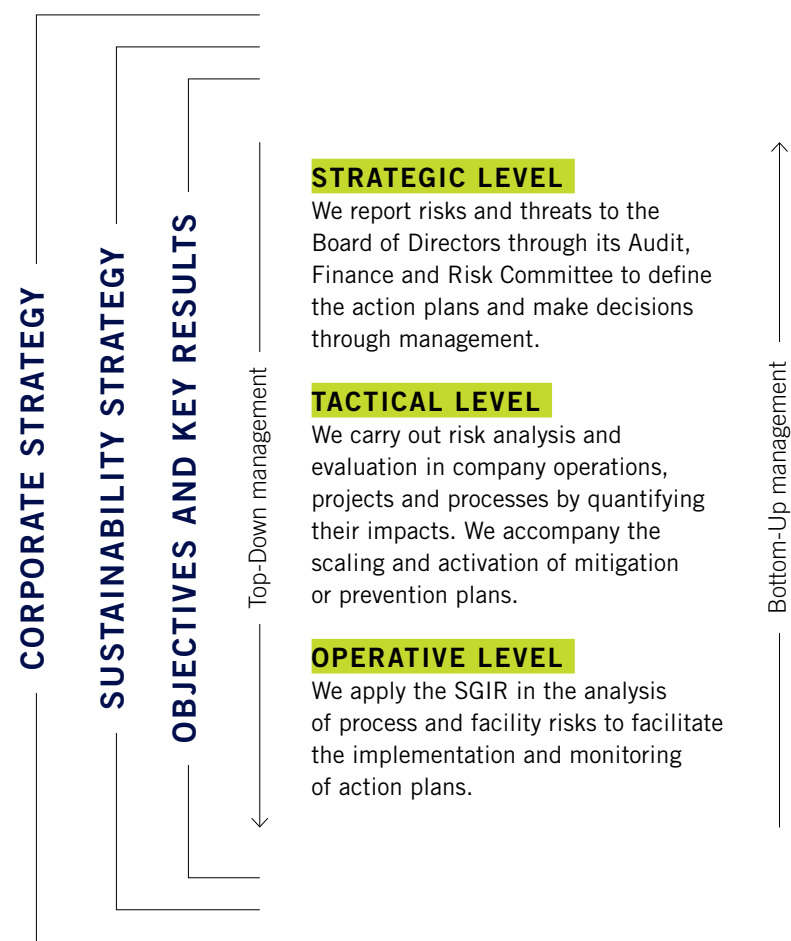 CORPORATE STRATEGY
SUSTAINABILITY STRATEGY
OBJECTIVES AND KEY RESULTS
Top-Down management
STRATEGIC LEVEL
We report risks and threats to the
Board of Directors through its Audit,
Finance and Risk Committee to define
the action plans and make decisions
through management.
TACTICAL LEVEL
We carry out risk analysis and
evaluation in company operations,
projects and processes by quantifying
their impacts. We accompany the
scaling and activation of mitigation
or prevention plans.
OPERATIVE LEVEL
We apply the SGIR in the analysis
of process and facility risks to facilitate
the implementation and monitoring
of action plans.
Bottom-Up management